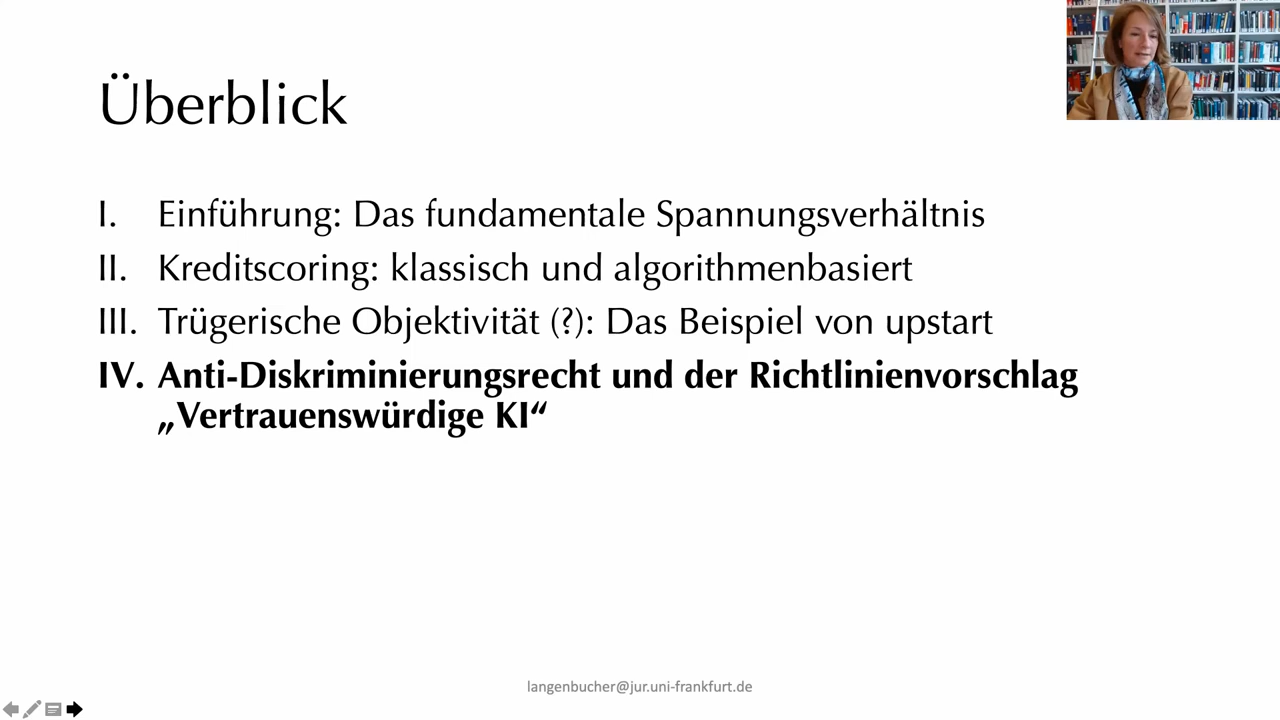 Überblick
I. Einführung: Das fundamentale Spannungsverhältnis
II. Kreditscoring: klassisch und algorithmenbasiert
III. Trügerische Objektivität (?): Das Beispiel von upstart
IV. Anti-Diskriminierungsrecht und der Richtlinienvorschlag
„Vertrauenswürdige KI“
langenbucher@jur.uni-frankfurt.de